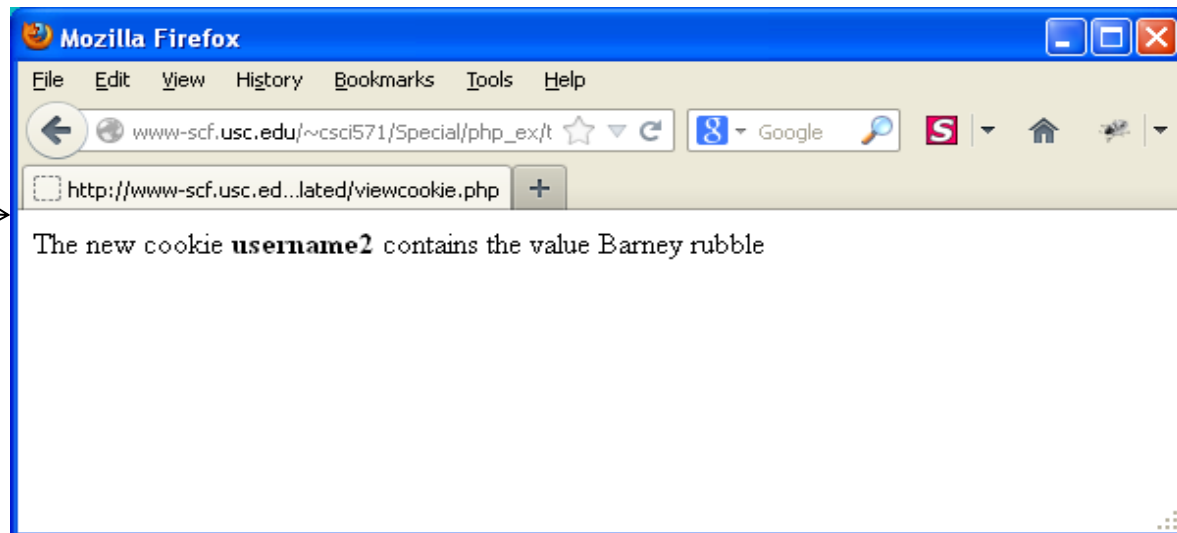 Mozilla Firefox
File Edit View History Bookmarks Tools Help
www-scf.usc.edu/~csci571/Special/php_ex/t 8 Google S
http://www-scf.usc.ed...lated/viewcookie.php +
The new cookie username2 contains the value Barney rubble